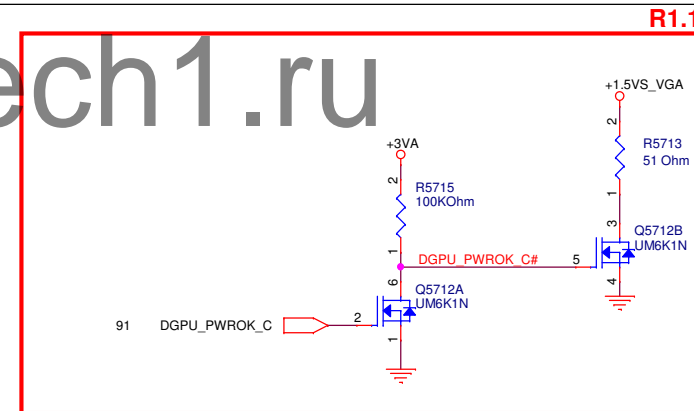 R1.1
ech1.ru
+1.5VS_VGA
2
R5713
51 Ohm
1
+3VA
2
R5715
100KOhm
1
3
Q5712B
UM6K1N
DGPU_PWROK_C#
5
4
6
Q5712A
UM6K1N
91
DGPU_PWROK_C
2
1